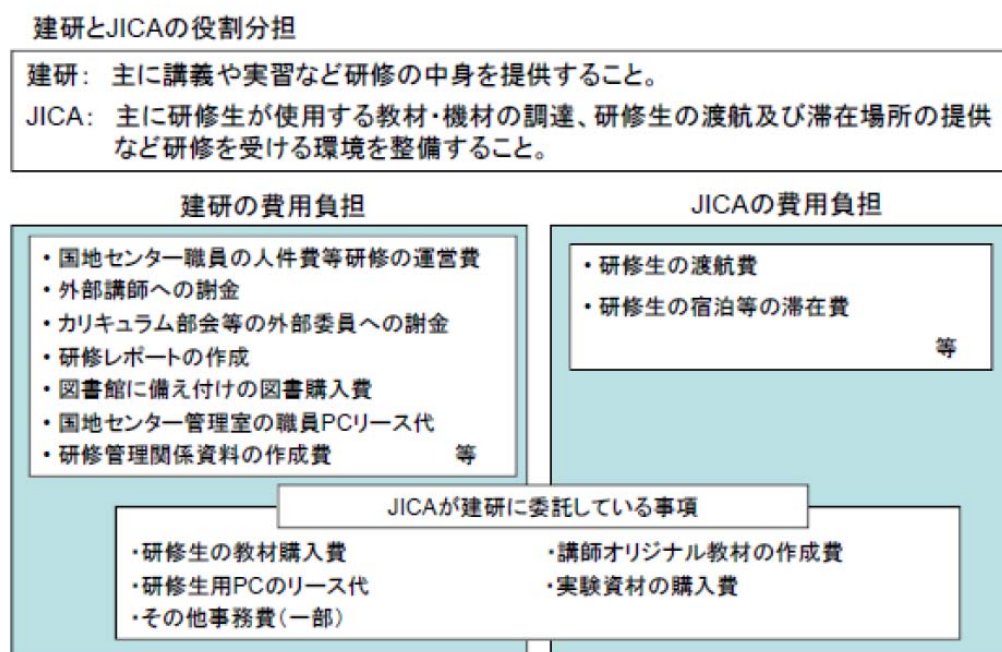 建研とJICAの役割分担
建研： 主に講義や実習など研修の中身を提供すること。
JICA： 主に研修生が使用する教材・機材の調達、研修生の渡航及び滞在場所の提供
など研修を受ける環境を整備すること。
建研の費用負担
・国地センター職員の人件費等研修の運営費
・外部講師への謝金
・カリキュラム部会等の外部委員への謝金
・研修レポートの作成
・図書館に備え付けの図書購入費
・国地センター管理室の職員PCリース代
・研修管理関係資料の作成費 等
JICAの費用負担
・研修生の渡航費
・研修生の宿泊等の滞在費
等
JICAが建研に委託している事項
・研修生の教材購入費
・研修生用PCのリース代
・その他事務費（一部）
・講師オリジナル教材の作成費
・実験資材の購入費